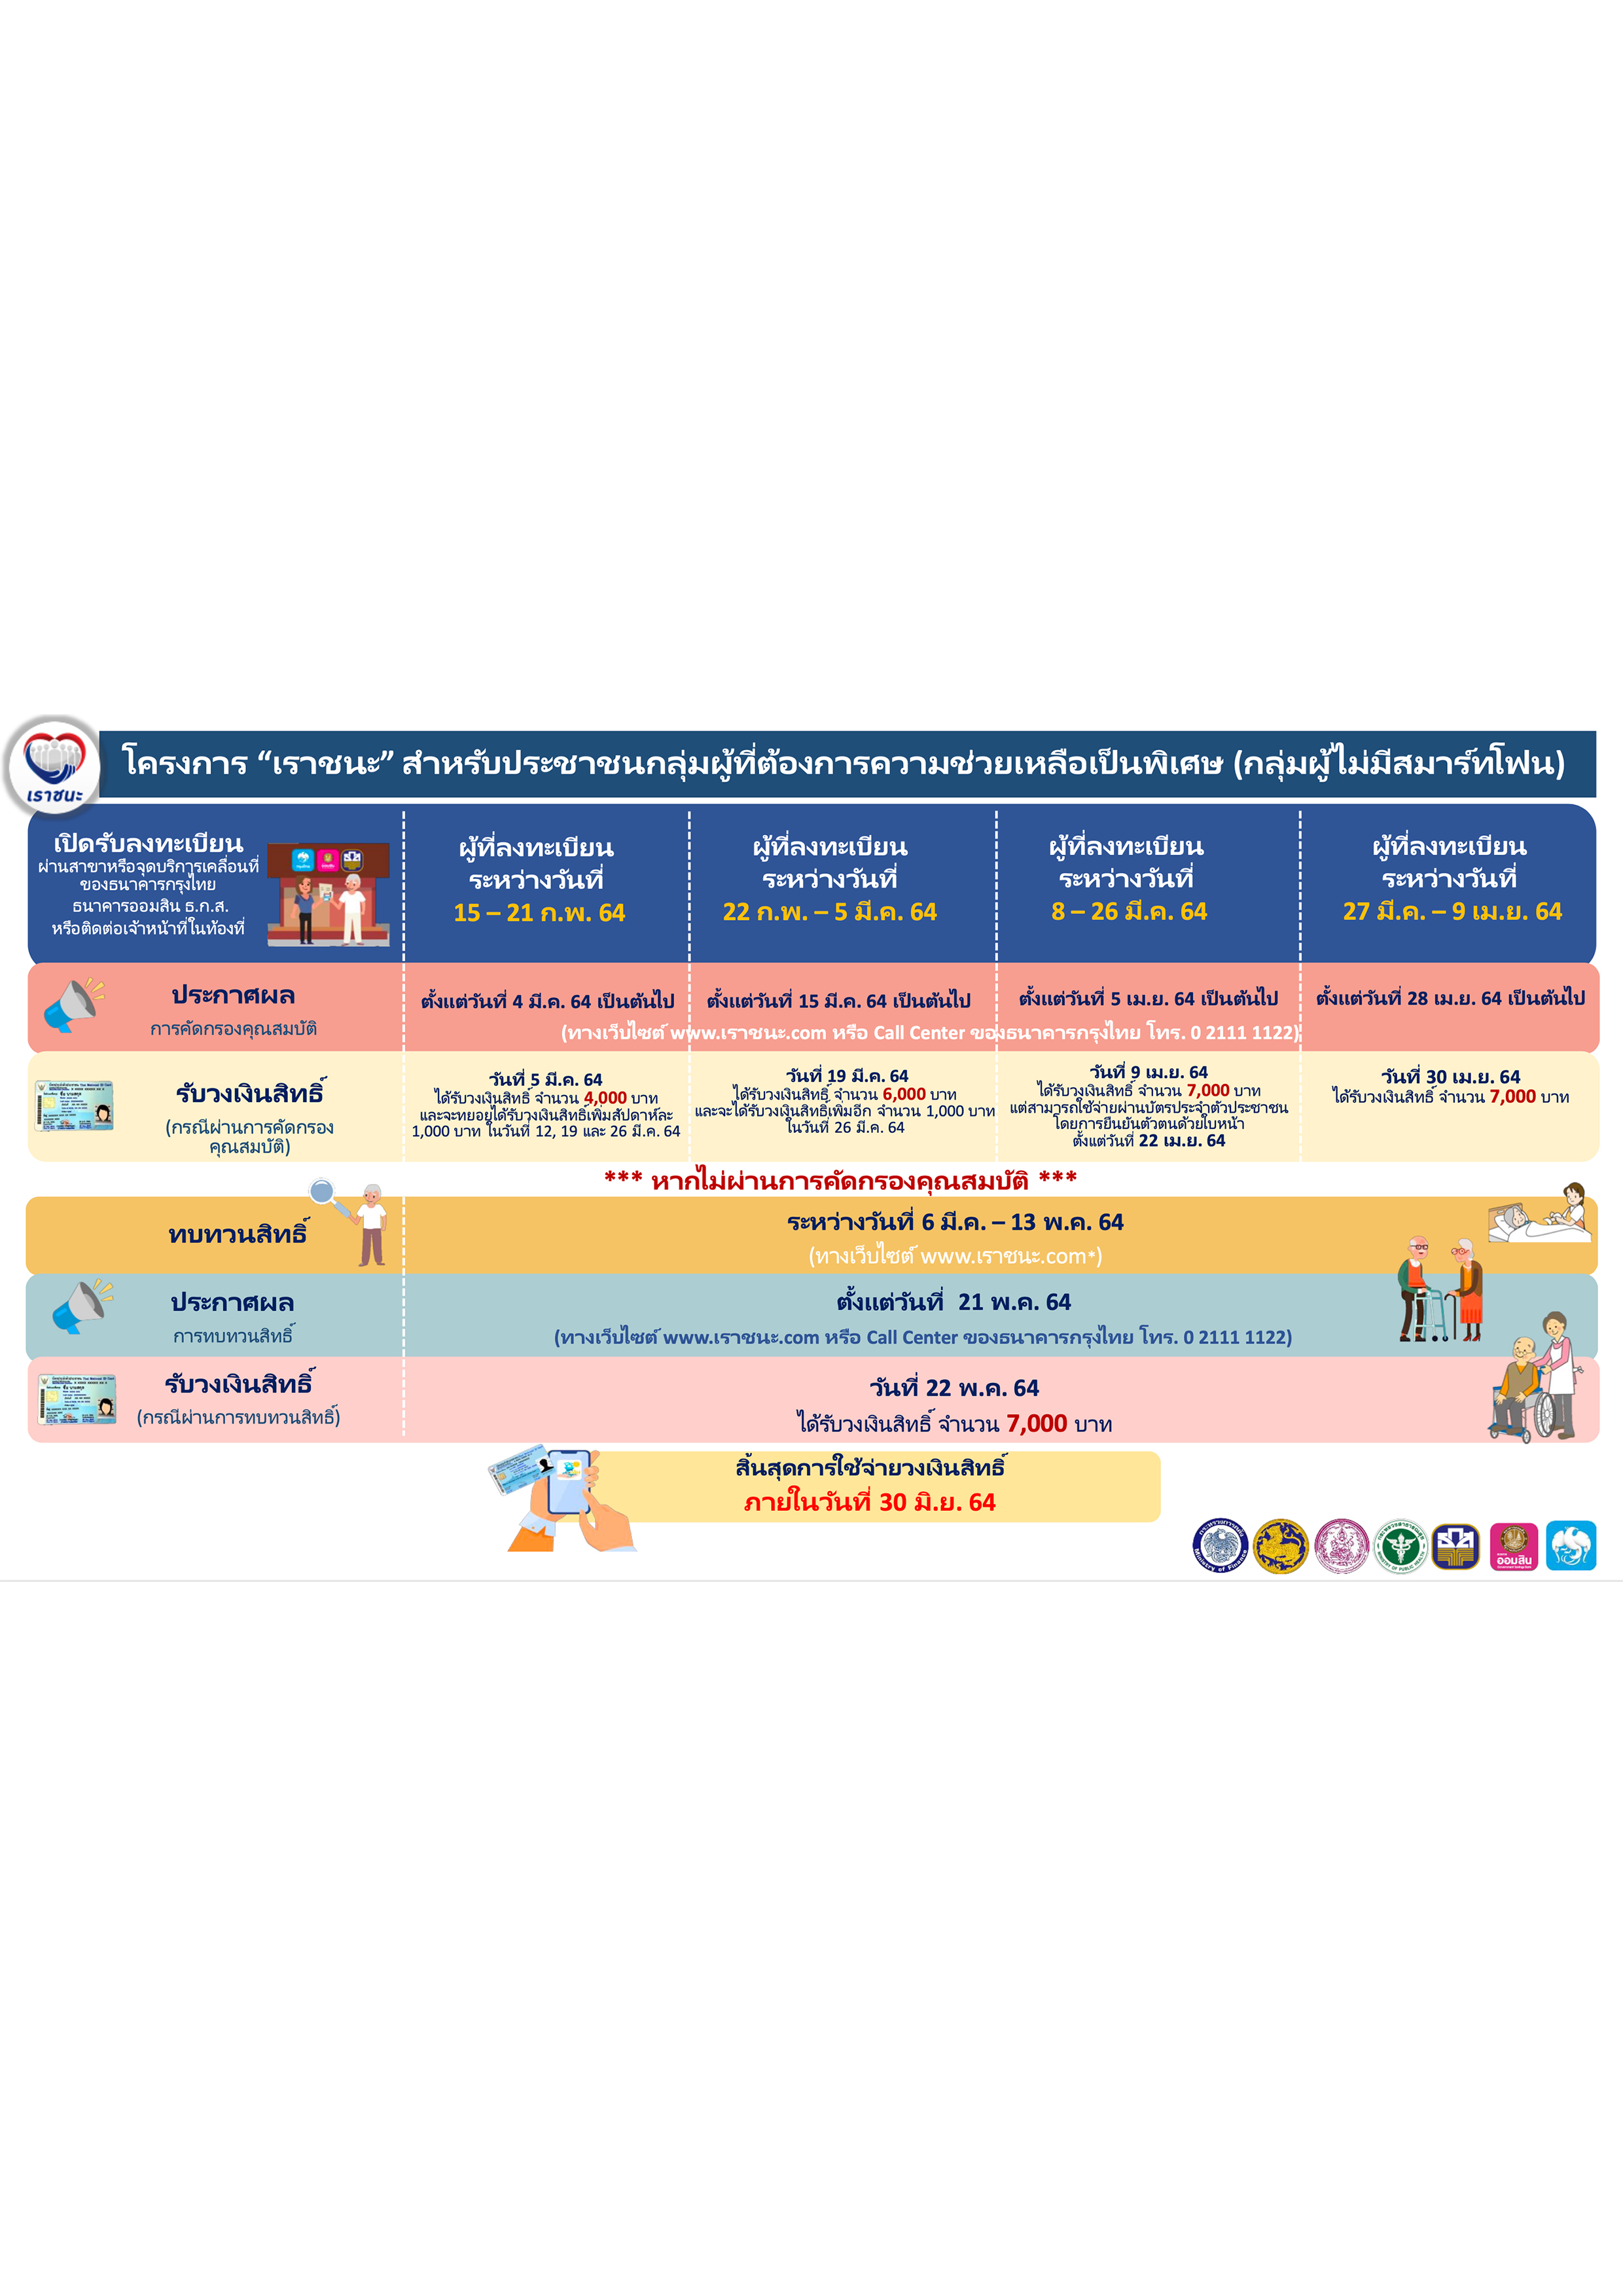 เราชนะ
โครงการ “เราชนะ” สำหรับประชาชนกลุ่มผู้ที่ต้องการความช่วยเหลือเป็นพิเศษ (กลุ่มผู้ไม่มีสมาร์ทโฟน)
เปิดรับลงทะเบียน
ผ่านสาขาหรือจุดบริการเคลื่อนที่
ของธนาคารกรุงไทย
ธนาคารออมสิน ธ.ก.ส.
หรือติดต่อเจ้าหน้าที่ในท้องที่
ผู้ที่ลงทะเบียน
ระหว่างวันที่
15 – 21 ก.พ. 64
ผู้ที่ลงทะเบียน
ระหว่างวันที่
22 ก.พ. – 5 มี.ค. 64
ผู้ที่ลงทะเบียน
ระหว่างวันที่
8 – 26 มี.ค. 64
ผู้ที่ลงทะเบียน
ระหว่างวันที่
27 มี.ค. – 9 เม.ย. 64
ประกาศผล
การคัดกรองคุณสมบัติ
ตั้งแต่วันที่ 4 มี.ค. 64 เป็นต้นไป
ตั้งแต่วันที่ 15 มี.ค. 64 เป็นต้นไป
ตั้งแต่วันที่ 5 เม.ย. 64 เป็นต้นไป
ตั้งแต่วันที่ 28 เม.ย. 64 เป็นต้นไป
(ทางเว็บไซต์ www.เราชนะ.com หรือ Call Center ของธนาคารกรุงไทย โทร. 0 2111 1122)
รับวงเงินสิทธิ์
(กรณีผ่านการคัดกรอง
คุณสมบัติ)
วันที่ 5 มี.ค. 64
ได้รับวงเงินสิทธิ์ จำนวน 4,000 บาท
และจะทยอยได้รับวงเงินสิทธิ์เพิ่มสัปดาห์ละ
1,000 บาท ในวันที่ 12, 19 และ 26 มี.ค. 64
วันที่ 19 มี.ค. 64
ได้รับวงเงินสิทธิ์ จำนวน 6,000 บาท
และจะได้รับวงเงินสิทธิ์เพิ่มอีก จำนวน 1,000 บาท
ในวันที่ 26 มี.ค. 64
วันที่ 9 เม.ย. 64
ได้รับวงเงินสิทธิ์ จำนวน 7,000 บาท
แต่สามารถใช้จ่ายผ่านบัตรประจำตัวประชาชน
โดยการยืนยันตัวตนด้วยใบหน้า
ตั้งแต่วันที่ 22 เม.ย. 64
วันที่ 30 เม.ย. 64
ได้รับวงเงินสิทธิ์ จำนวน 7,000 บาท
*** หากไม่ผ่านการคัดกรองคุณสมบัติ ***
ทบทวนสิทธิ์
ระหว่างวันที่ 6 มี.ค. – 13 พ.ค. 64
(ทางเว็บไซต์ www.เราชนะ.com*)
ประกาศผล
การทบทวนสิทธิ์
ตั้งแต่วันที่ 21 พ.ค. 64
(ทางเว็บไซต์ www.เราชนะ.com หรือ Call Center ของธนาคารกรุงไทย โทร. 0 2111 1122)
รับวงเงินสิทธิ์
(กรณีผ่านการทบทวนสิทธิ์)
วันที่ 22 พ.ค. 64
ได้รับวงเงินสิทธิ์ จำนวน 7,000 บาท
สิ้นสุดการใช้จ่ายวงเงินสิทธิ์
ภายในวันที่ 30 มิ.ย. 64
กระทรวงการคลัง
Ministry of Finance
ออมสิน